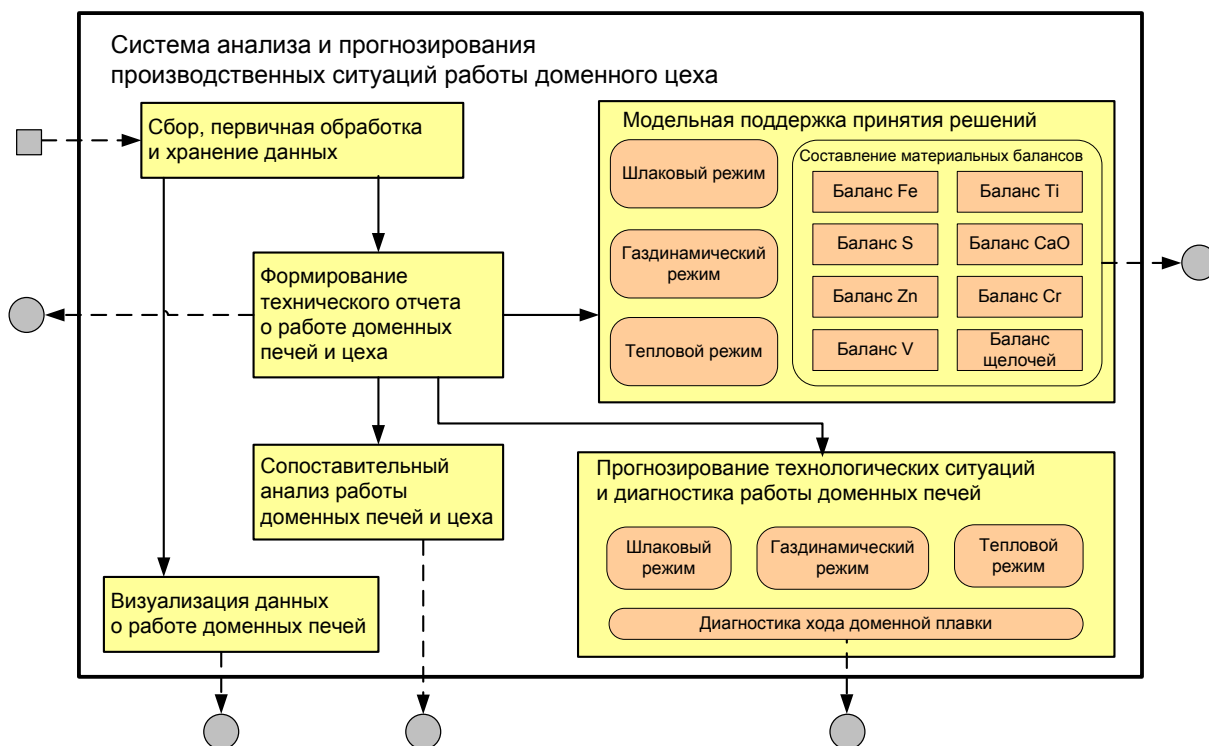 Система анализа и прогнозирования
производственных ситуаций работы доменного цеха
Сбор, первичная обработка
и хранение данных
Модельная поддержка принятия решений
Шлаковый режим
Газдинамический
режим
Тепловой режим
Составление материальных балансов
Баланс Fe
Баланс Ti
Баланс S
Баланс CaO
Баланс Zn
Баланс Cr
Баланс V
Баланс
щелочей
Формирование
технического отчета
о работе доменных
печей и цеха
Сопоставительный
анализ работы
доменных печей и цеха
Прогнозирование технологических ситуаций
и диагностика работы доменных печей
Шлаковый
режим
Газдинамический
режим
Тепловой
режим
Диагностика хода доменной плавки
Визуализация данных
о работе доменных печей